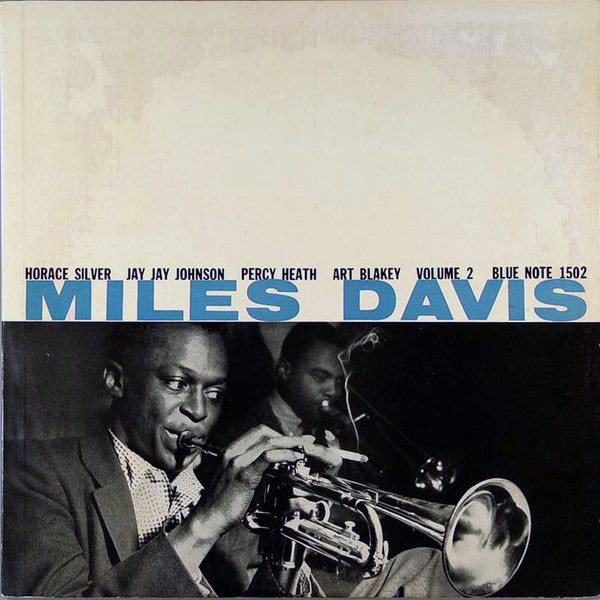 HORACE SILVER JAY JAY JOHNSON PERCY HEATH ART BLAKEY VOLUME 2 BLUE NOTE 1502
MILES DAVIS